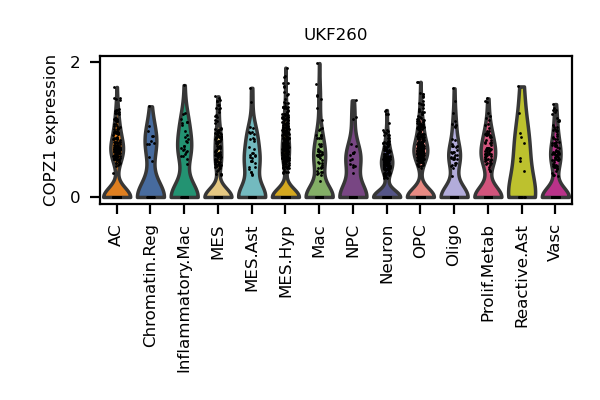 UKF260
COPZ1 expression
2
0
AC
Chromatin.Reg
Inflammatory.Mac
MES
MES.Ast
MES.Hyp
Mac
NPC
Neuron
OPC
Oligo
Prolif.Metab
Reactive.Ast
Vasc